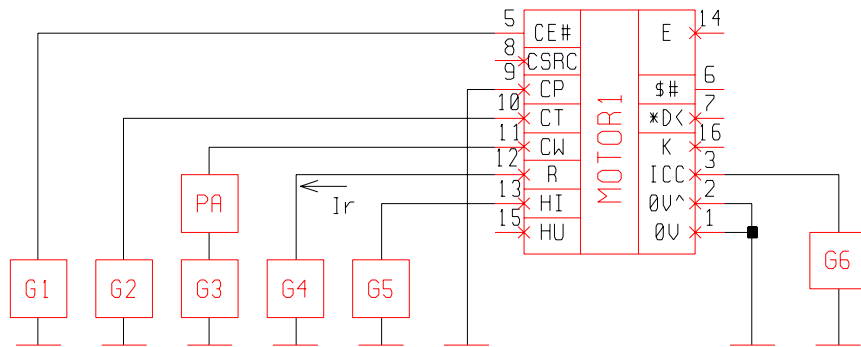 5 CE# E 14
8 CSRC
9 CP $# 6
10 CT *D< 7
11 CW K 16
12 R ICC 3
13 HI 0V^ 2
15 HU 0V 1
MOTOR1
PA
Ir
G1 G2 G3 G4 G5 G6